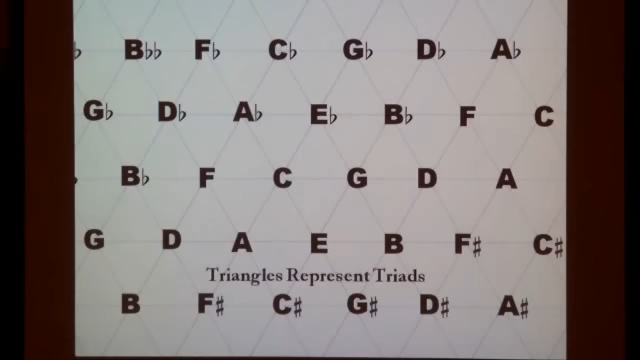 ♭ B♭♭ F♭ C♭ G♭ D♭ A♭
G♭ D♭ A♭ E♭ B♭ F C
B♭ F C G D A
G D A E B F♯ C♯
Triangles Represent Triads
B F♯ C♯ G♯ D♯ A♯